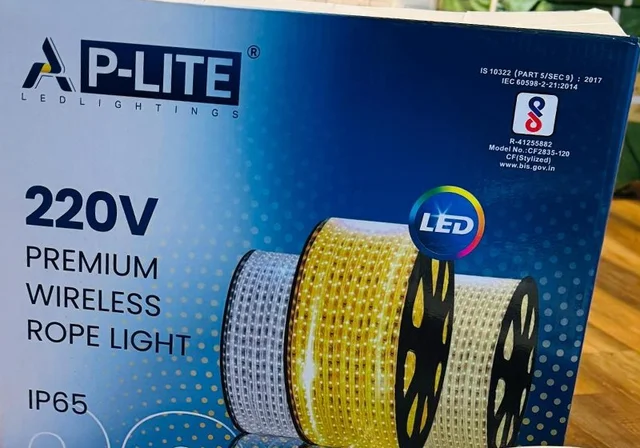 P-LITE®
LEDLIGHTINGS
IS 10322 (PART 5/SEC 9) : 2017
IEC 60598-2-21:2014
R-41255882
Model No.:CF2835-120
CF(Stylized)
www.bis.gov.in
LED
220V
PREMIUM
WIRELESS
ROPE LIGHT
IP65